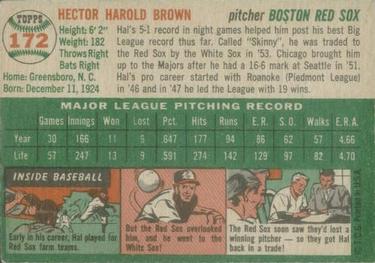 TOPPS
172
HECTOR HAROLD BROWN
pitcher BOSTON RED SOX
Height: 6' 2"
Weight: 182
Throws Right
Bats Right
Home: Greensboro, N. C.
Born: December 11, 1924
Hal's 5-1 record in night games helped him post his best Big
League record thus far. Called "Skinny", he was traded to
the Red Sox by the White Sox in '53. Chicago brought him up
to the Majors after he had a 16-6 mark at Seattle in '51.
Hal's pro career started with Roanoke (Piedmont League)
in '46 and in '47 he led the League with 19 wins.
MAJOR LEAGUE PITCHING RECORD
Games Innings Won Lost Pct. Hits Runs E.R. S.O. Walks E.R.A.
Year 30 166 11 6 .647 177 94 86 62 57 4.66
Life 57 247 13 9 .591 274 142 129 97 82 4.70
INSIDE BASEBALL
Early in his career, Hal played for
Red Sox farm teams.
But the Red Sox
overlooked
him, and he went to the
White Sox!
The Red Sox soon saw they'd lost a
winning pitcher — so they got Hal
back in a trade!
© T.C.G. Printed in U.S.A.